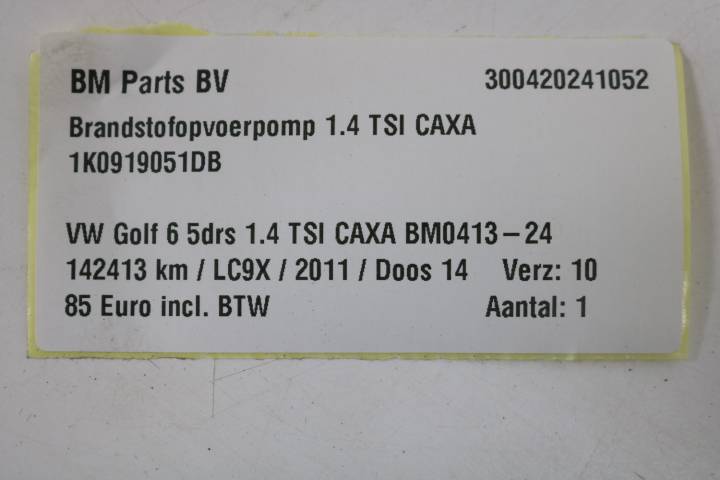 BM Parts BV 300420241052
Brandstofopvoerpomp 1.4 TSI CAXA
1K0919051DB
VW Golf 6 5drs 1.4 TSI CAXA BM0413-24
142413 km / LC9X / 2011 / Doos 14 Verz: 10
85 Euro incl. BTW Aantal: 1